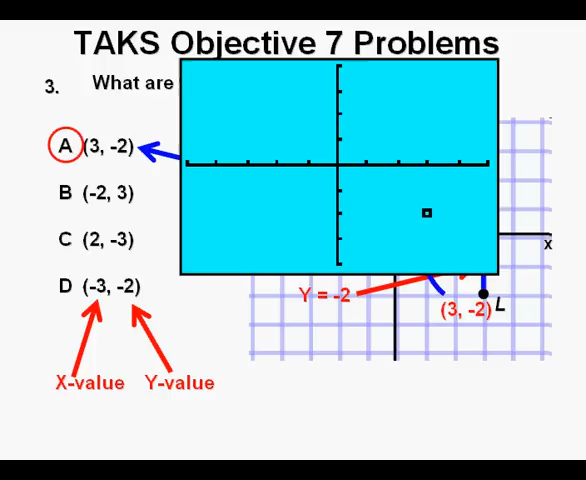 TAKS Objective 7 Problems
3. What are
A (3, -2)
B (-2, 3)
C (2, -3)
D (-3, -2)
x
Y = -2
(3, -2) L
X-value Y-value